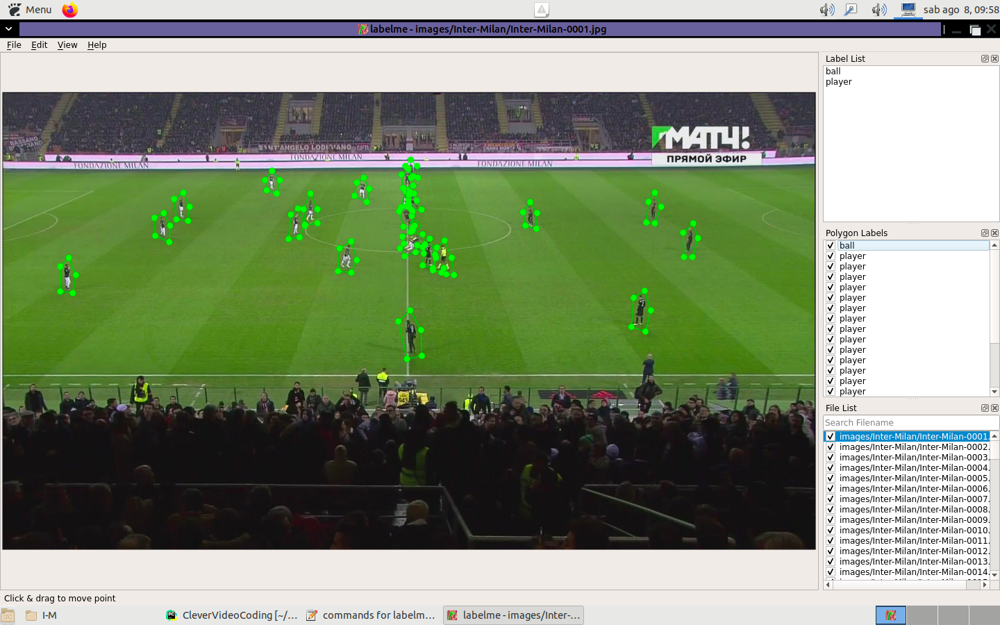 Menu
sab ago 8, 09:58
labelme - images/Inter-Milan/Inter-Milan-0001.jpg
File Edit View Help
Label List
ball
player
BASSANO
SANT'ANGELO LODIGIANO
МАТЧ!
ПРЯМОЙ ЭФИР
FONDAZIONE MILAN
FONDAZIONE MILAN
FONDAZIONE MILAN
Polygon Labels
ball
player
player
player
player
player
player
player
player
player
player
player
player
player
player
File List
Search Filename
images/Inter-Milan/Inter-Milan-0001.
images/Inter-Milan/Inter-Milan-0002.
images/Inter-Milan/Inter-Milan-0003.
images/Inter-Milan/Inter-Milan-0004.
images/Inter-Milan/Inter-Milan-0005.
images/Inter-Milan/Inter-Milan-0006.
images/Inter-Milan/Inter-Milan-0007.
images/Inter-Milan/Inter-Milan-0008.
images/Inter-Milan/Inter-Milan-0009.
images/Inter-Milan/Inter-Milan-0010.
images/Inter-Milan/Inter-Milan-0011.
images/Inter-Milan/Inter-Milan-0012.
images/Inter-Milan/Inter-Milan-0013.
images/Inter-Milan/Inter-Milan-0014.
Click & drag to move point
I-M
CleverVideoCoding [~/...
commands for labelm...
labelme - images/Inter-...